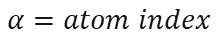 α = atom index